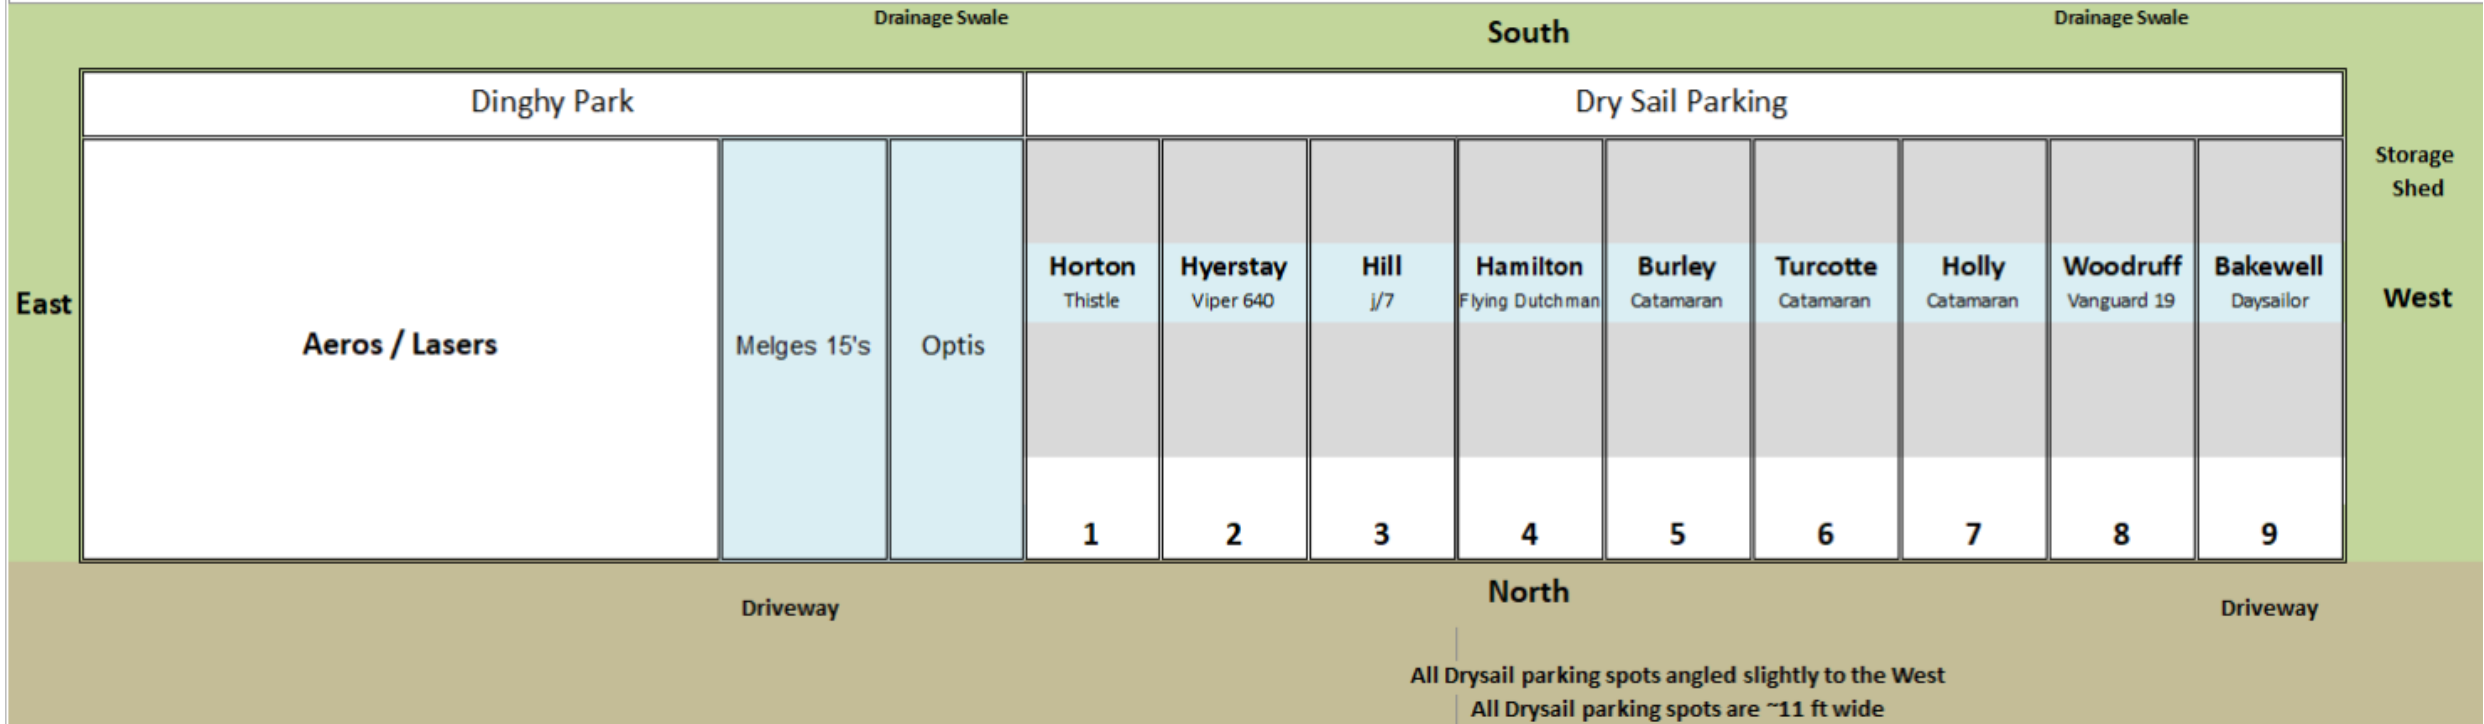 Drainage Swale
Drainage Swale
South
Dinghy Park
Dry Sail Parking
Storage
Shed
East
Aeros / Lasers
Melges 15's
Optis
Horton
Thistle
Hyerstay
Viper 640
Hill
j/7
Hamilton
Flying Dutchman
Burley
Catamaran
Turcotte
Catamaran
Holly
Catamaran
Woodruff
Vanguard 19
Bakewell
Daysailor
West
1
2
3
4
5
6
7
8
9
North
Driveway
Driveway
All Drysail parking spots angled slightly to the West
All Drysail parking spots are ~11 ft wide